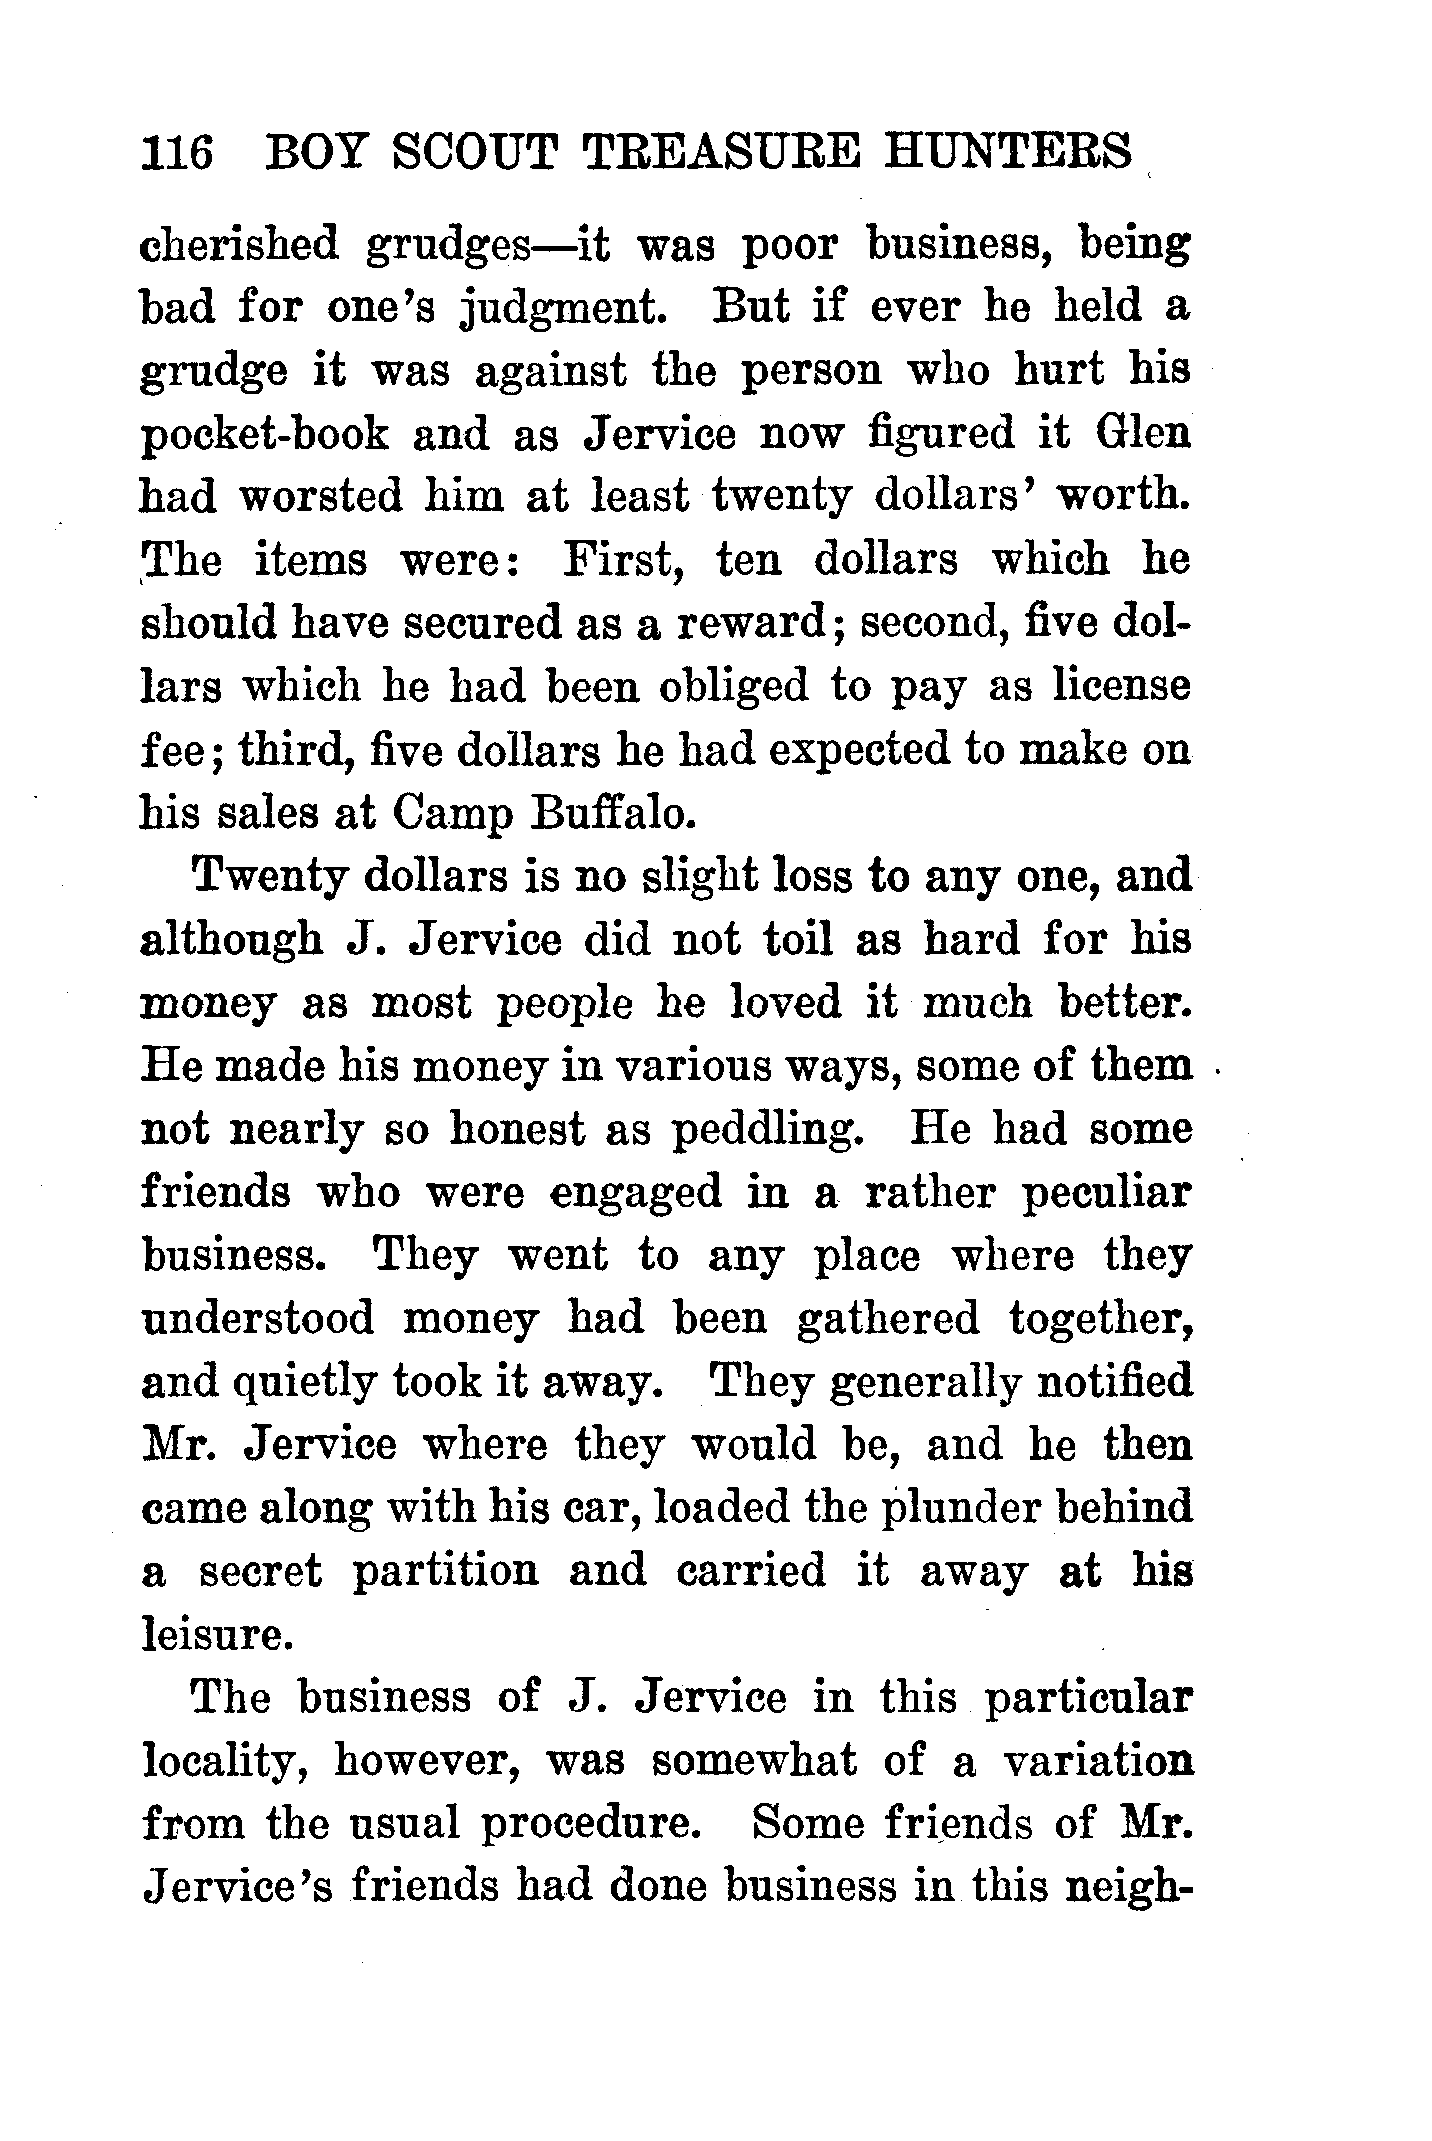 116 BOY SCOUT TREASURE HUNTERS
cherished grudges—it was poor business, being
bad for one's judgment. But if ever he held a
grudge it was against the person who hurt his
pocket-book and as Jervice now figured it Glen
had worsted him at least twenty dollars' worth.
The items were: First, ten dollars which he
should have secured as a reward; second, five dol-
lars which he had been obliged to pay as license
fee; third, five dollars he had expected to make on
his sales at Camp Buffalo.
Twenty dollars is no slight loss to any one, and
although J. Jervice did not toil as hard for his
money as most people he loved it much better.
He made his money in various ways, some of them
not nearly so honest as peddling. He had some
friends who were engaged in a rather peculiar
business. They went to any place where they
understood money had been gathered together,
and quietly took it away. They generally notified
Mr. Jervice where they would be, and he then
came along with his car, loaded the plunder behind
a secret partition and carried it away at his
leisure.
The business of J. Jervice in this particular
locality, however, was somewhat of a variation
from the usual procedure. Some friends of Mr.
Jervice's friends had done business in this neigh-